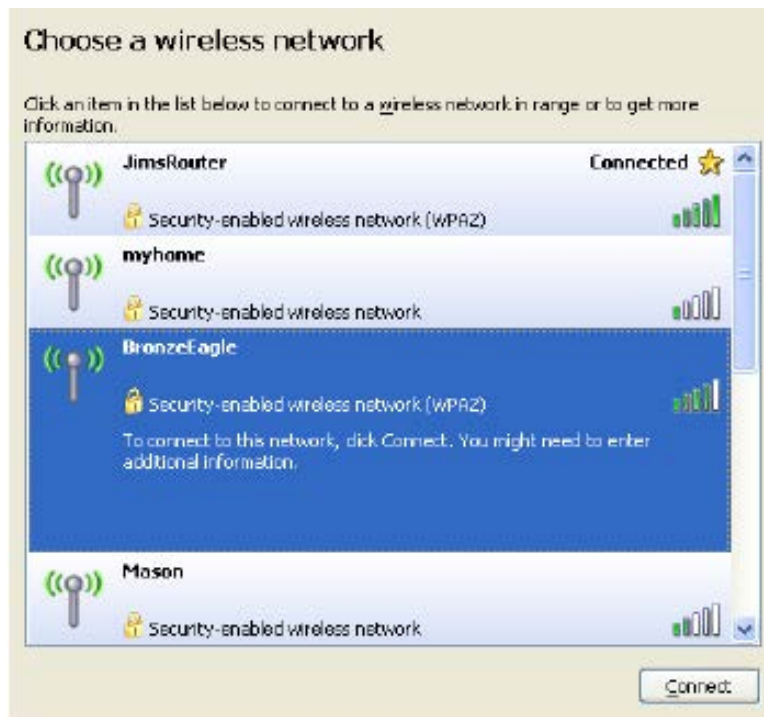 Choose a wireless network
Click an item in the list below to connect to a wireless network in range or to get more
information.
JimsRouter Connected
Security-enabled wireless network (WPA2)
myhome
Security-enabled wireless network
BronzeEagle
Security-enabled wireless network (WPA2)
To connect to this network, click Connect. You might need to enter
additional information.
Mason
Security-enabled wireless network
Connect